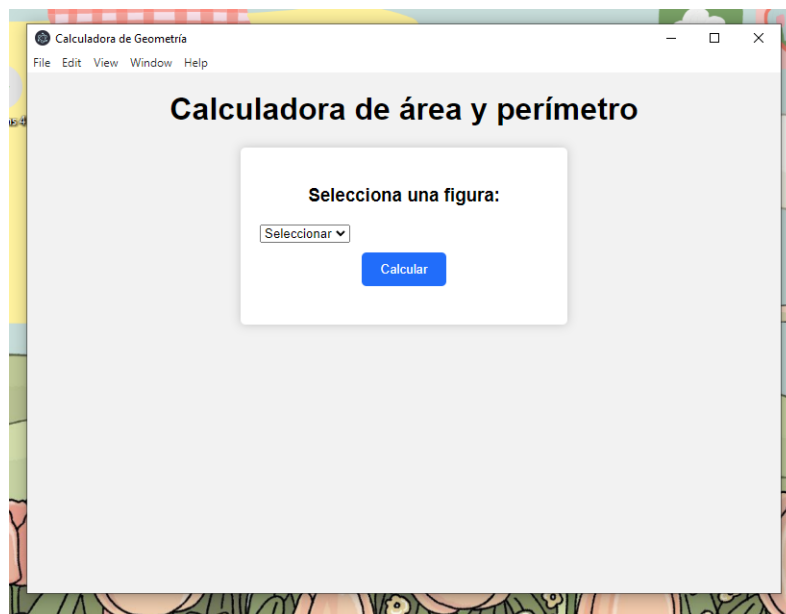 Calculadora de Geometría
File Edit View Window Help
Calculadora de área y perímetro
Selecciona una figura:
Seleccionar
Calcular